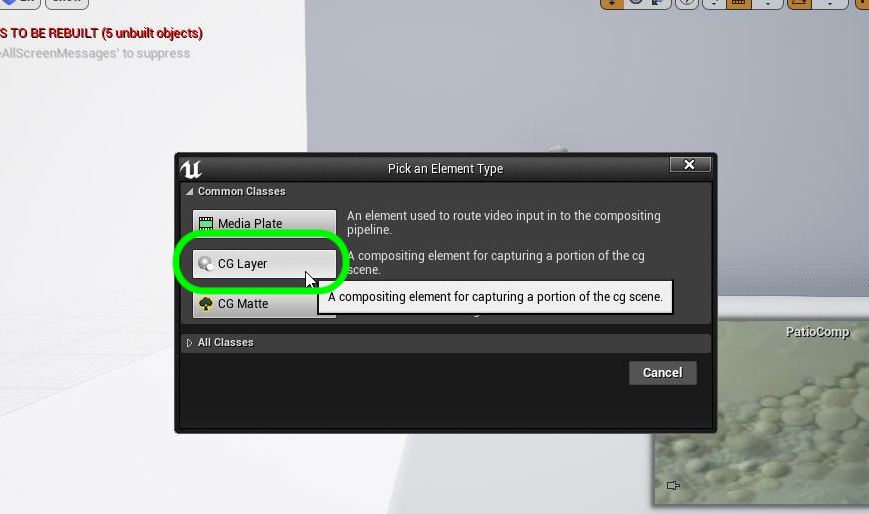 S TO BE REBUILT (5 unbuilt objects)
AllScreenMessages' to suppress
Pick an Element Type
Common Classes
Media Plate
An element used to route video input in to the compositing
pipeline.
CG Layer
A compositing element for capturing a portion of the cg
scene.
A compositing element for capturing a portion of the cg scene.
CG Matte
All Classes
PatioComp
Cancel